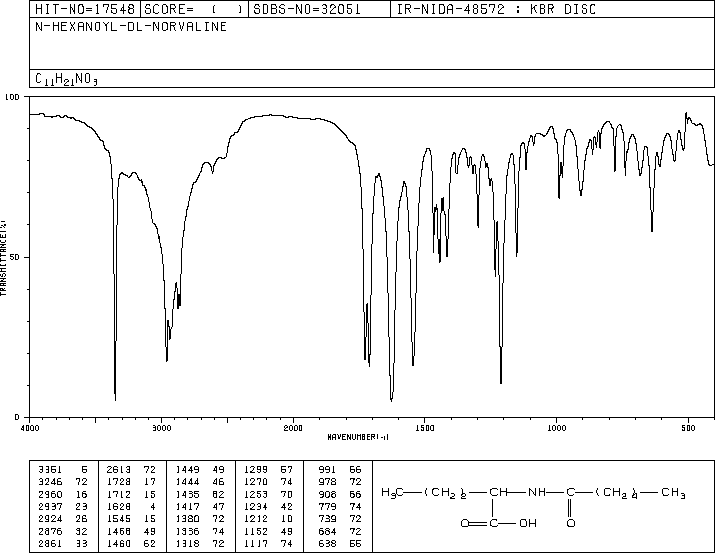 HIT-NO=17548 SCORE= ( ) SDBS-NO=32051 IR-NIDA-48572 : KBR DISC
N-HEXANOYL-DL-NORVALINE
C11H21NO3
100
50
0
TRANSMITTANCE(%)
4000 3000 2000 1500 1000 500
WAVENUMBER(-1)
3351 5 2613 72 1449 49 1299 57 991 66
3246 72 1728 17 1444 46 1270 74 978 72
2960 16 1712 15 1435 62 1253 70 908 66
2937 23 1628 4 1417 47 1234 42 779 74
2924 26 1545 15 1380 72 1212 10 739 72
2876 32 1468 49 1336 74 1152 49 684 72
2861 33 1460 62 1318 72 1117 74 638 55
H3C—(CH2)2—CH—NH—C—(CH2)4—CH3
O=C—OH O